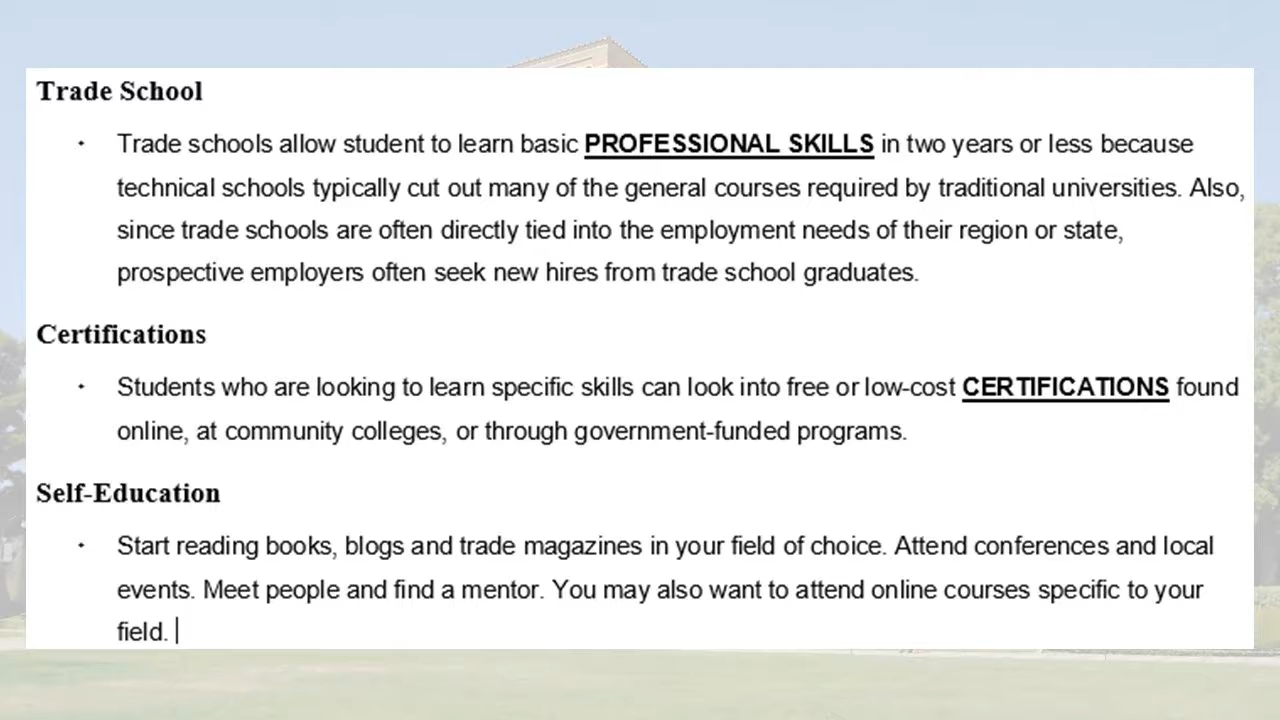 Trade School
· Trade schools allow student to learn basic PROFESSIONAL SKILLS in two years or less because
technical schools typically cut out many of the general courses required by traditional universities. Also,
since trade schools are often directly tied into the employment needs of their region or state,
prospective employers often seek new hires from trade school graduates.
Certifications
· Students who are looking to learn specific skills can look into free or low-cost CERTIFICATIONS found
online, at community colleges, or through government-funded programs.
Self-Education
· Start reading books, blogs and trade magazines in your field of choice. Attend conferences and local
events. Meet people and find a mentor. You may also want to attend online courses specific to your
field.